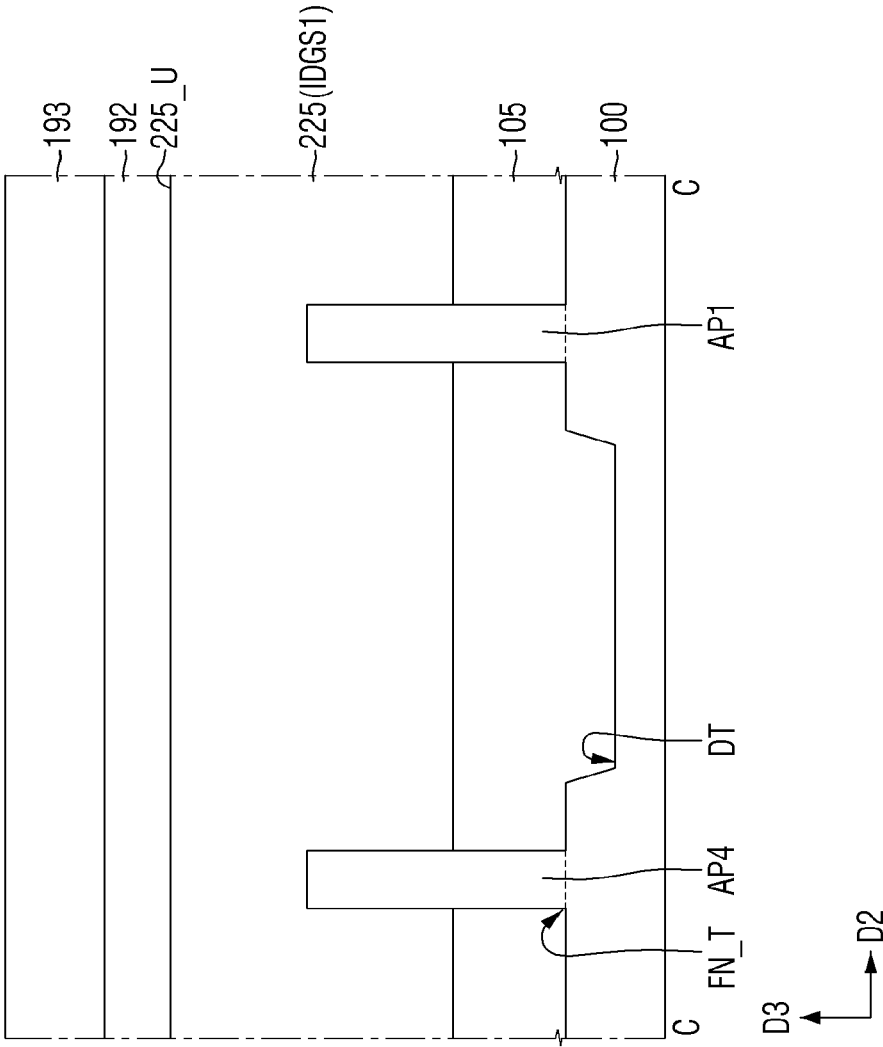 193
192
225_U
225(IDGS1)
105
100
C
C
AP4
DT
AP1
FN_T
D3
D2